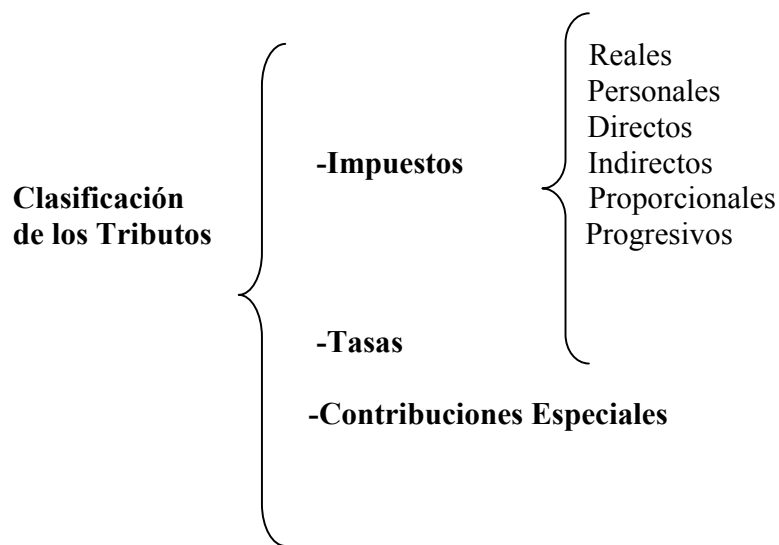 Clasificación
de los Tributos
-Impuestos
Reales
Personales
Directos
Indirectos
Proporcionales
Progresivos
-Tasas
-Contribuciones Especiales